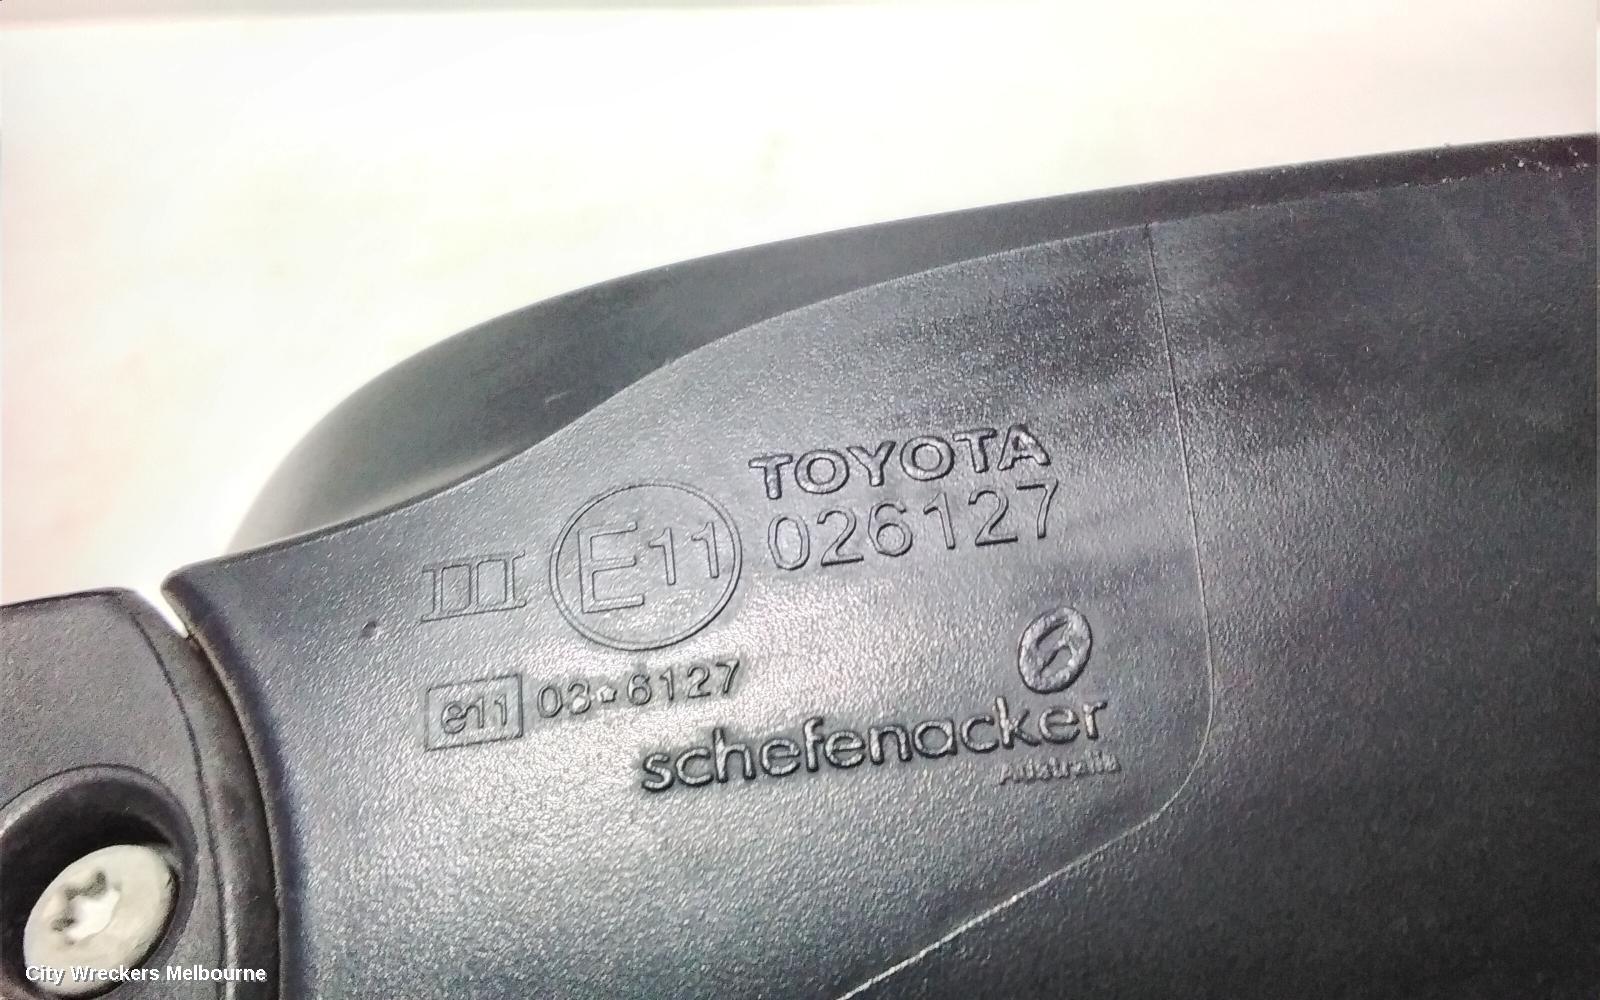 TOYOTA
III E11 026127
e11 03*6127
schefenacker
Australia
City Wreckers Melbourne